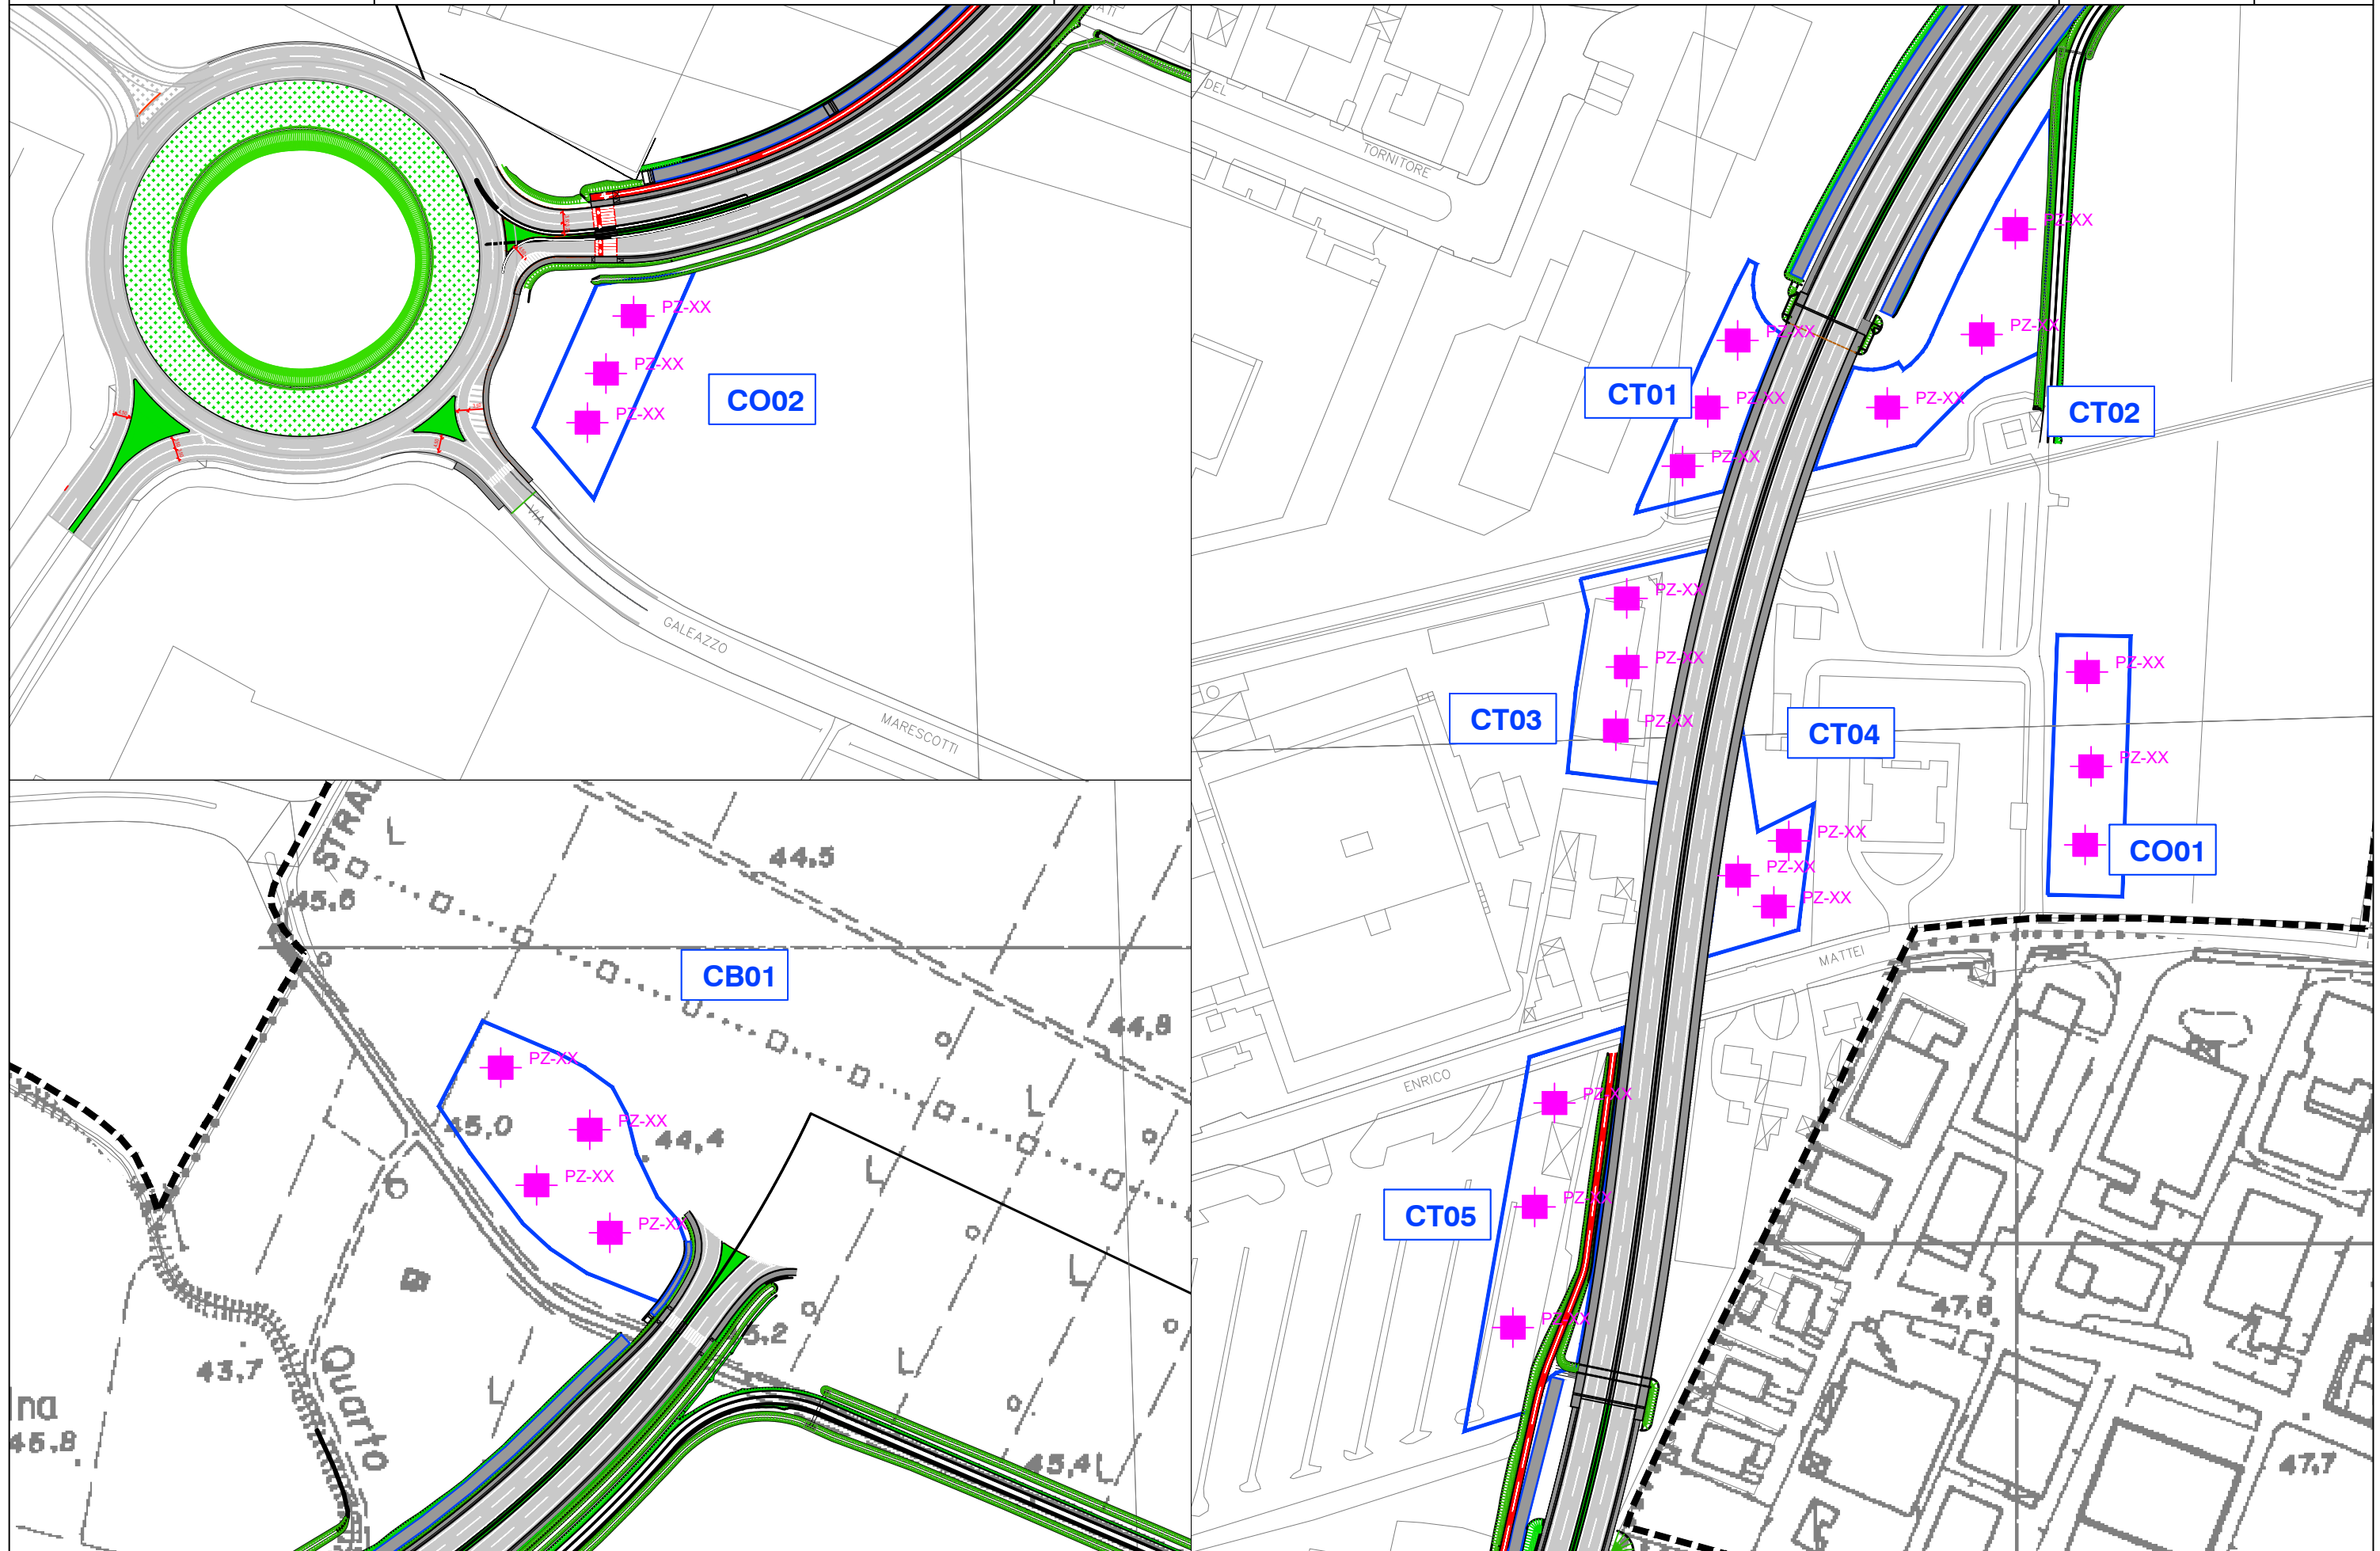 PZ-XX
PZ-XX
PZ-XX
CO02
VIA
GALEAZZO
MARESCOTTI
DEL
TORNITORE
PZ-XX
PZ-XX
PZ-XX
CT01
PZ-XX
PZ-XX
PZ-XX
CT02
PZ-XX
PZ-XX
PZ-XX
CT03
CT04
PZ-XX
PZ-XX
PZ-XX
PZ-XX
PZ-XX
PZ-XX
CO01
MATTEI
ENRICO
PZ-XX
PZ-XX
PZ-XX
CT05
47,6
47,7
STRAD
44,5
45,6
CB01
44,8
PZ-XX
PZ-XX
PZ-XX
PZ-XX
45,0
44,4
5,2
43,7
Quarto
na
45,8
45,4